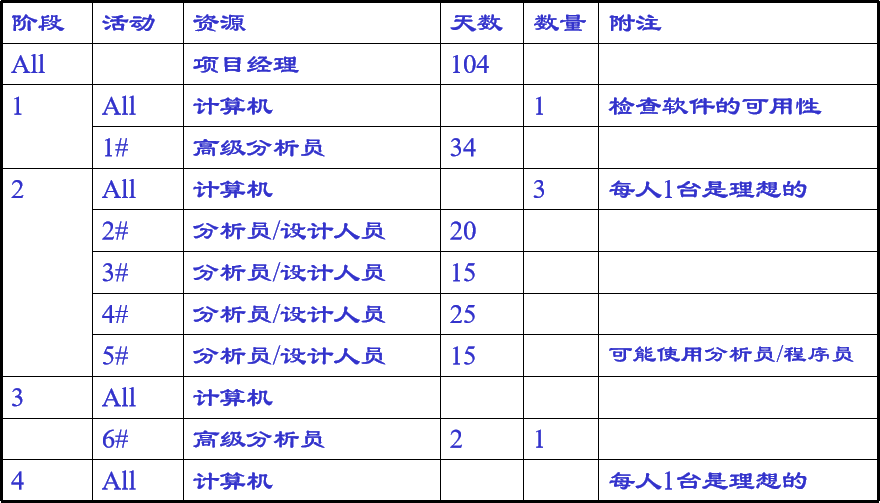 阶段 活动 资源 天数 数量 附注
All 项目经理 104
1 All 计算机 1 检查软件的可用性
1# 高级分析员 34
2 All 计算机 3 每人1台是理想的
2# 分析员/设计人员 20
3# 分析员/设计人员 15
4# 分析员/设计人员 25
5# 分析员/设计人员 15 可能使用分析员/程序员
3 All 计算机
6# 高级分析员 2 1
4 All 计算机 每人1台是理想的